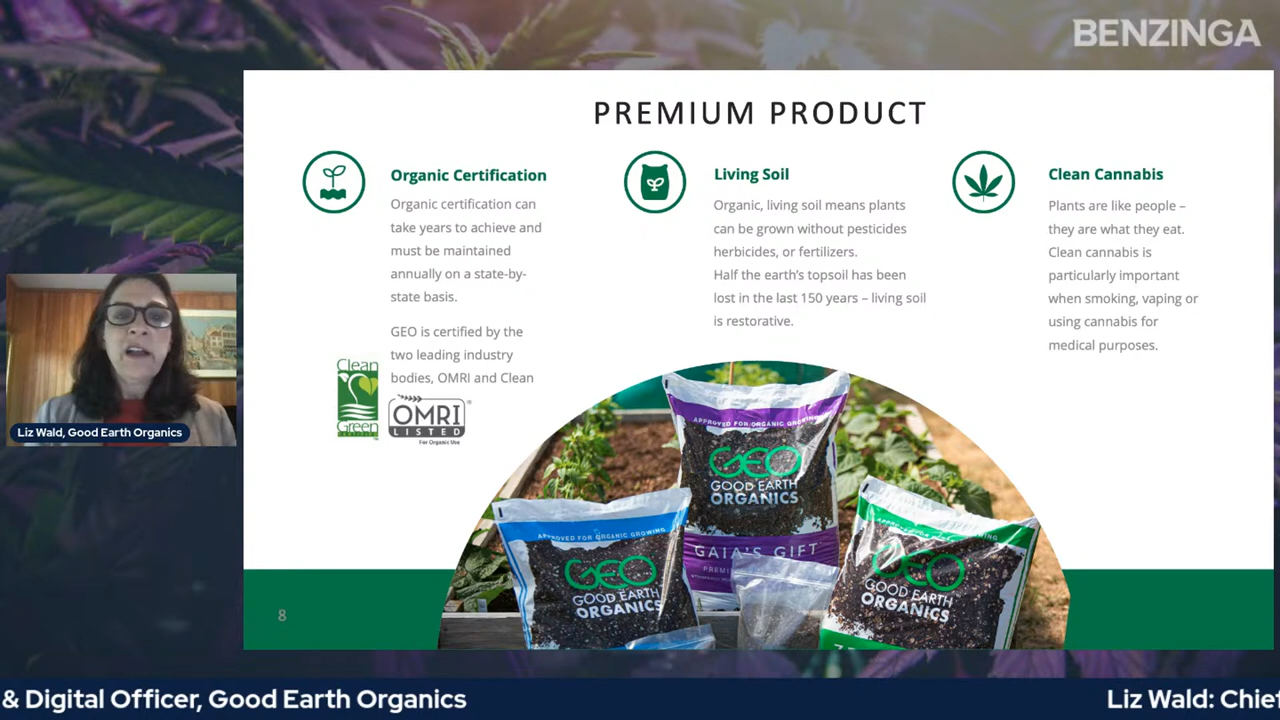 BENZINGA
PREMIUM PRODUCT
Organic Certification
Organic certification can
take years to achieve and
must be maintained
annually on a state-by-
state basis.
GEO is certified by the
two leading industry
bodies, OMRI and Clean
Clean
Green
OMRI
LISTED
For Organic Use
Living Soil
Organic, living soil means plants
can be grown without pesticides
herbicides, or fertilizers.
Half the earth's topsoil has been
lost in the last 150 years – living soil
is restorative.
Clean Cannabis
Plants are like people –
they are what they eat.
Clean cannabis is
particularly important
when smoking, vaping or
using cannabis for
medical purposes.
APPROVED FOR ORGANIC GROWING
GEO
GOOD EARTH
ORGANICS
GAIA'S GIFT
APPROVED FOR ORGANIC GROWING
GEO
GOOD EARTH
ORGANICS
GEO
GOOD EARTH
ORGANICS
8
Liz Wald, Good Earth Organics
& Digital Officer, Good Earth Organics
Liz Wald: Chief